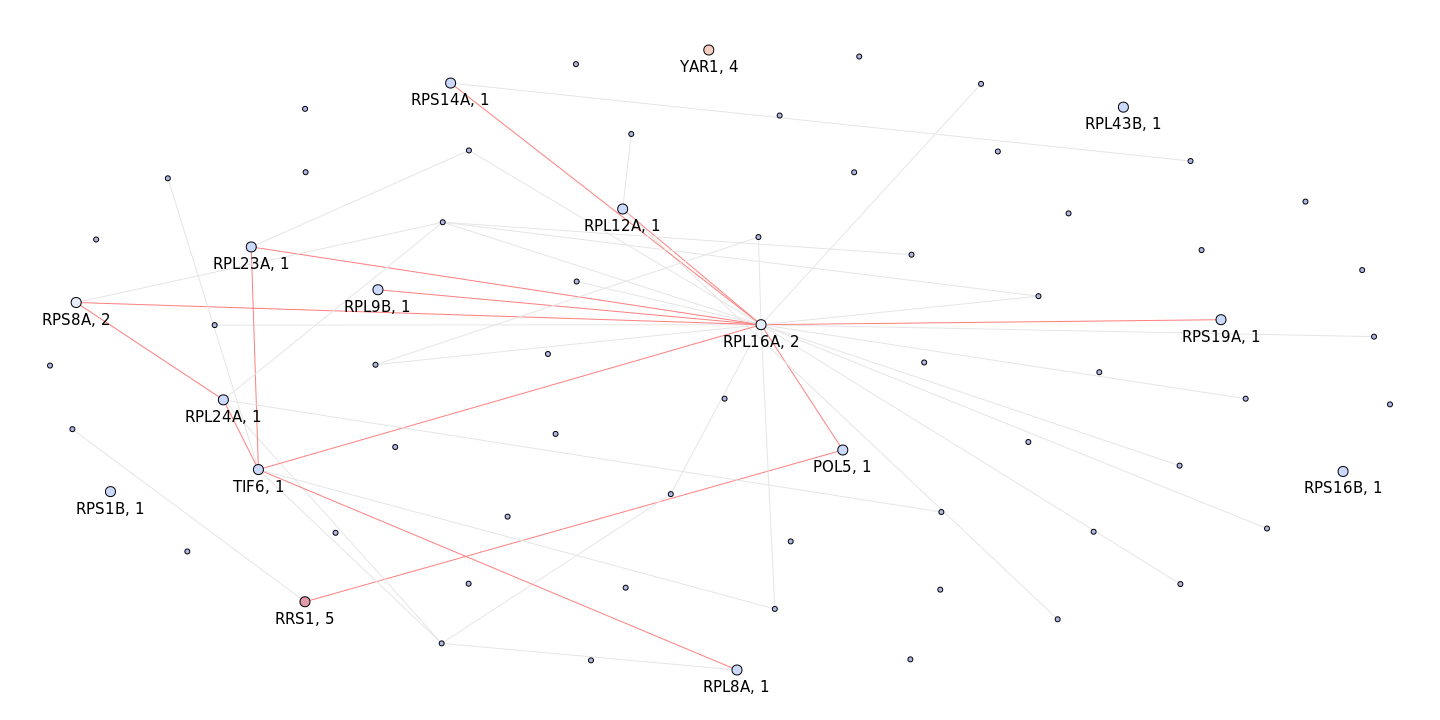 YAR1, 4
RPS14A, 1
RPL43B, 1
RPL12A, 1
RPL23A, 1
RPL9B, 1
RPS8A, 2
RPS19A, 1
RPL16A, 2
RPL24A, 1
POL5, 1
TIF6, 1
RPS16B, 1
RPS1B, 1
RRS1, 5
RPL8A, 1